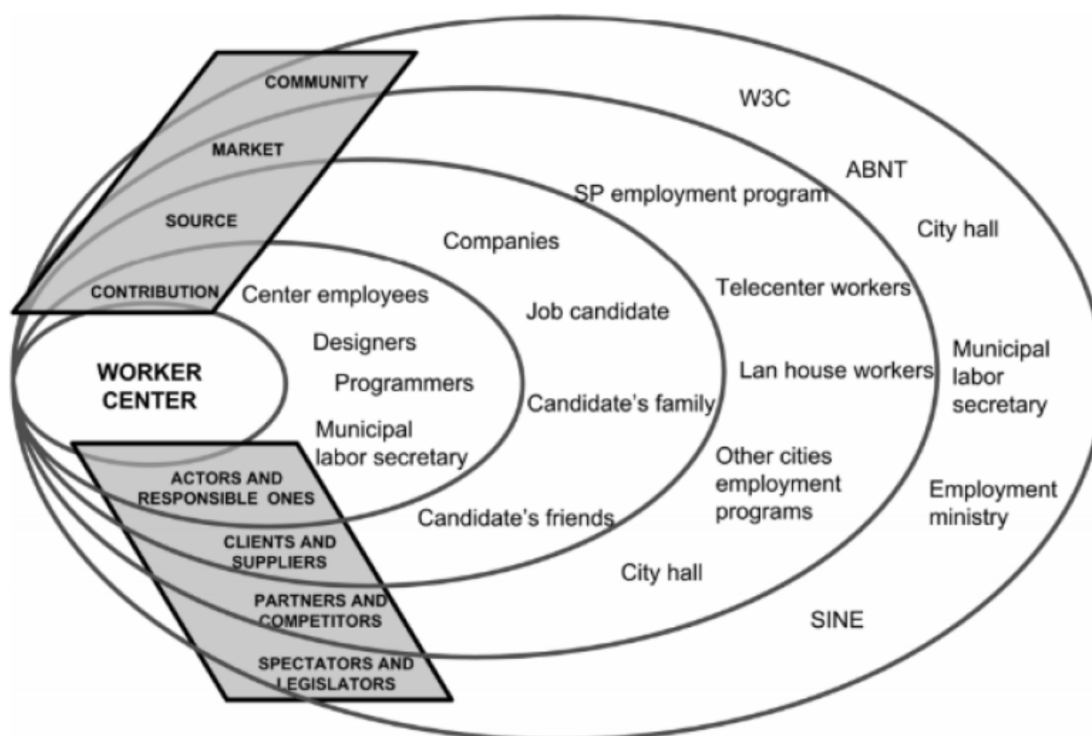 COMMUNITY
MARKET
SOURCE
CONTRIBUTION
WORKER
CENTER
ACTORS AND
RESPONSIBLE ONES
CLIENTS AND
SUPPLIERS
PARTNERS AND
COMPETITORS
SPECTATORS AND
LEGISLATORS
Center employees
Designers
Programmers
Municipal
labor secretary
Companies
Job candidate
Candidate's family
Candidate's friends
SP employment program
Telecenter workers
Lan house workers
Other cities
employment
programs
City hall
W3C
ABNT
City hall
Municipal
labor
secretary
Employment
ministry
SINE